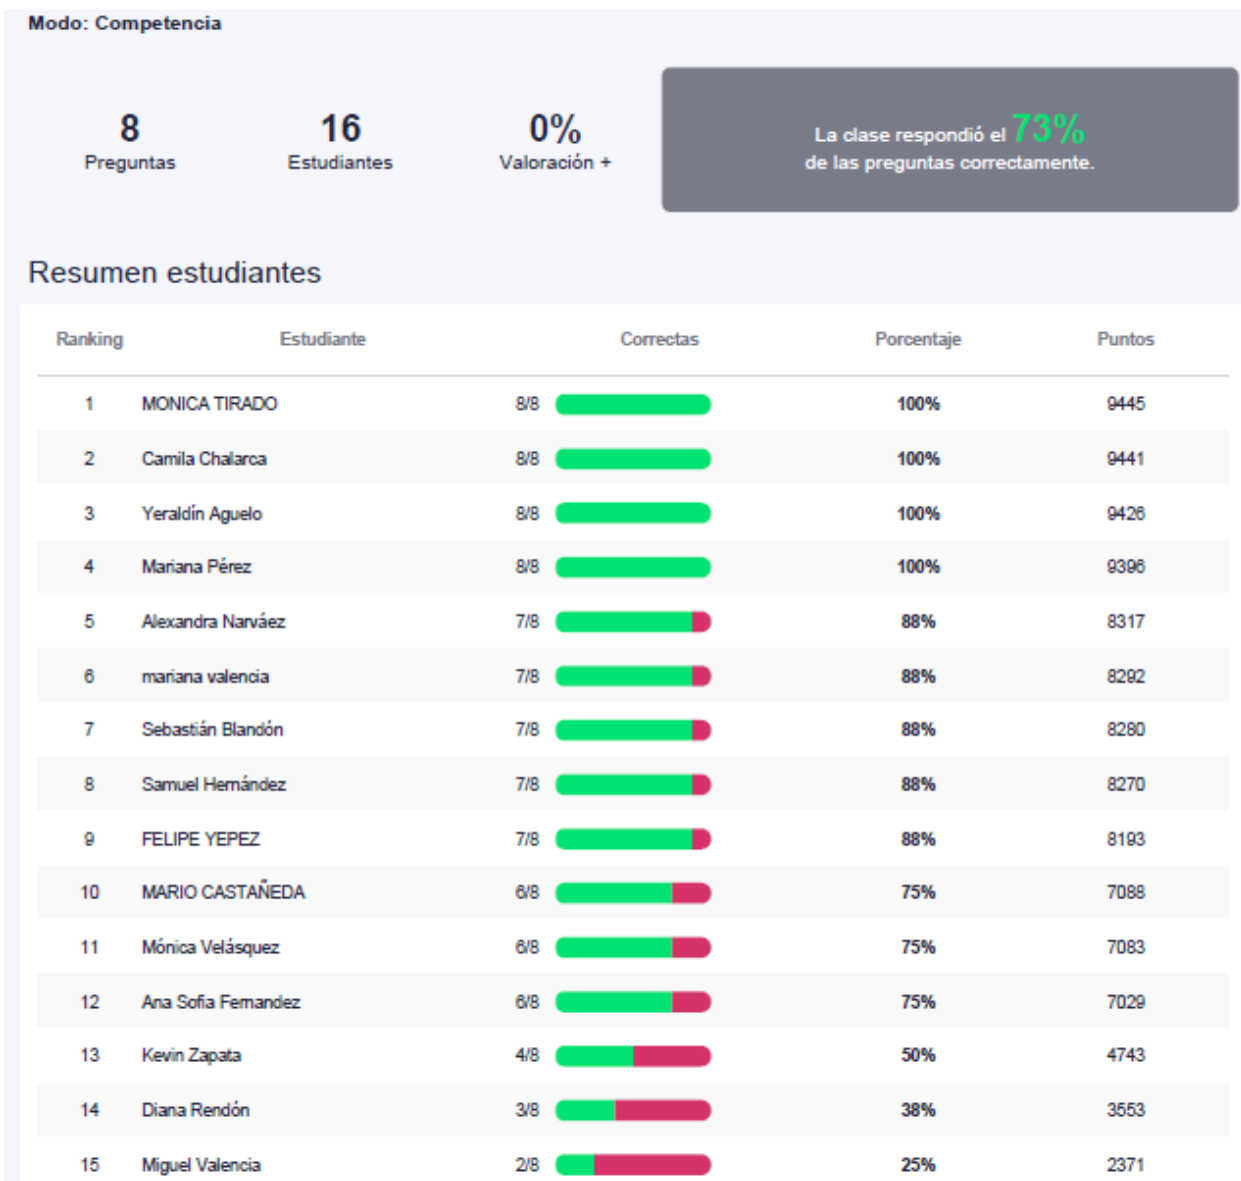 Modo: Competencia
8 16 0%
Preguntas Estudiantes Valoración +
La clase respondió el 73%
de las preguntas correctamente.
Resumen estudiantes
Ranking Estudiante Correctas Porcentaje Puntos
1 MONICA TIRADO 8/8 100% 9445
2 Camila Chalarca 8/8 100% 9441
3 Yeraldín Aguelo 8/8 100% 9426
4 Mariana Pérez 8/8 100% 9396
5 Alexandra Narváez 7/8 88% 8317
6 mariana valencia 7/8 88% 8292
7 Sebastián Blandón 7/8 88% 8280
8 Samuel Hernández 7/8 88% 8270
9 FELIPE YEPEZ 7/8 88% 8193
10 MARIO CASTAÑEDA 6/8 75% 7088
11 Mónica Velásquez 6/8 75% 7083
12 Ana Sofia Fernandez 6/8 75% 7029
13 Kevin Zapata 4/8 50% 4743
14 Diana Rendón 3/8 38% 3553
15 Miguel Valencia 2/8 25% 2371